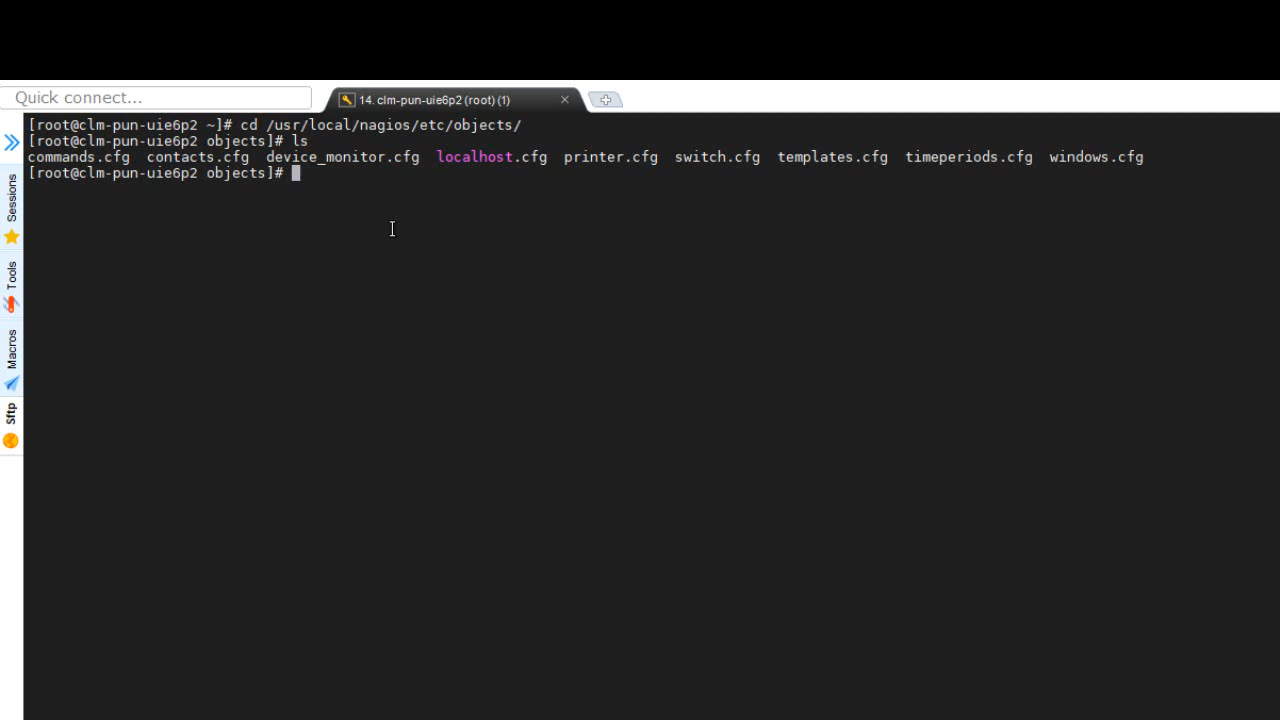 Quick connect...
14. clm-pun-uie6p2 (root) (1)
[root@clm-pun-uie6p2 ~]# cd /usr/local/nagios/etc/objects/
[root@clm-pun-uie6p2 objects]# ls
commands.cfg contacts.cfg device_monitor.cfg localhost.cfg printer.cfg switch.cfg templates.cfg timeperiods.cfg windows.cfg
[root@clm-pun-uie6p2 objects]#
Sessions
Tools
Macros
Sftp